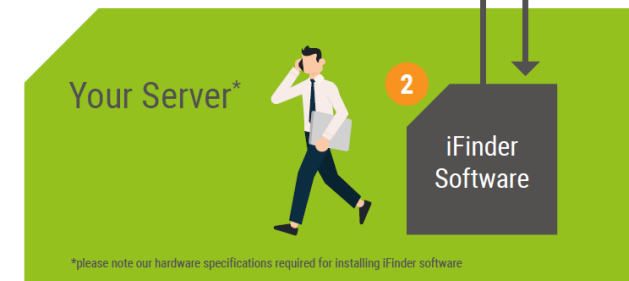 Your Server*
2
iFinder
Software
*please note our hardware specifications required for installing iFinder software